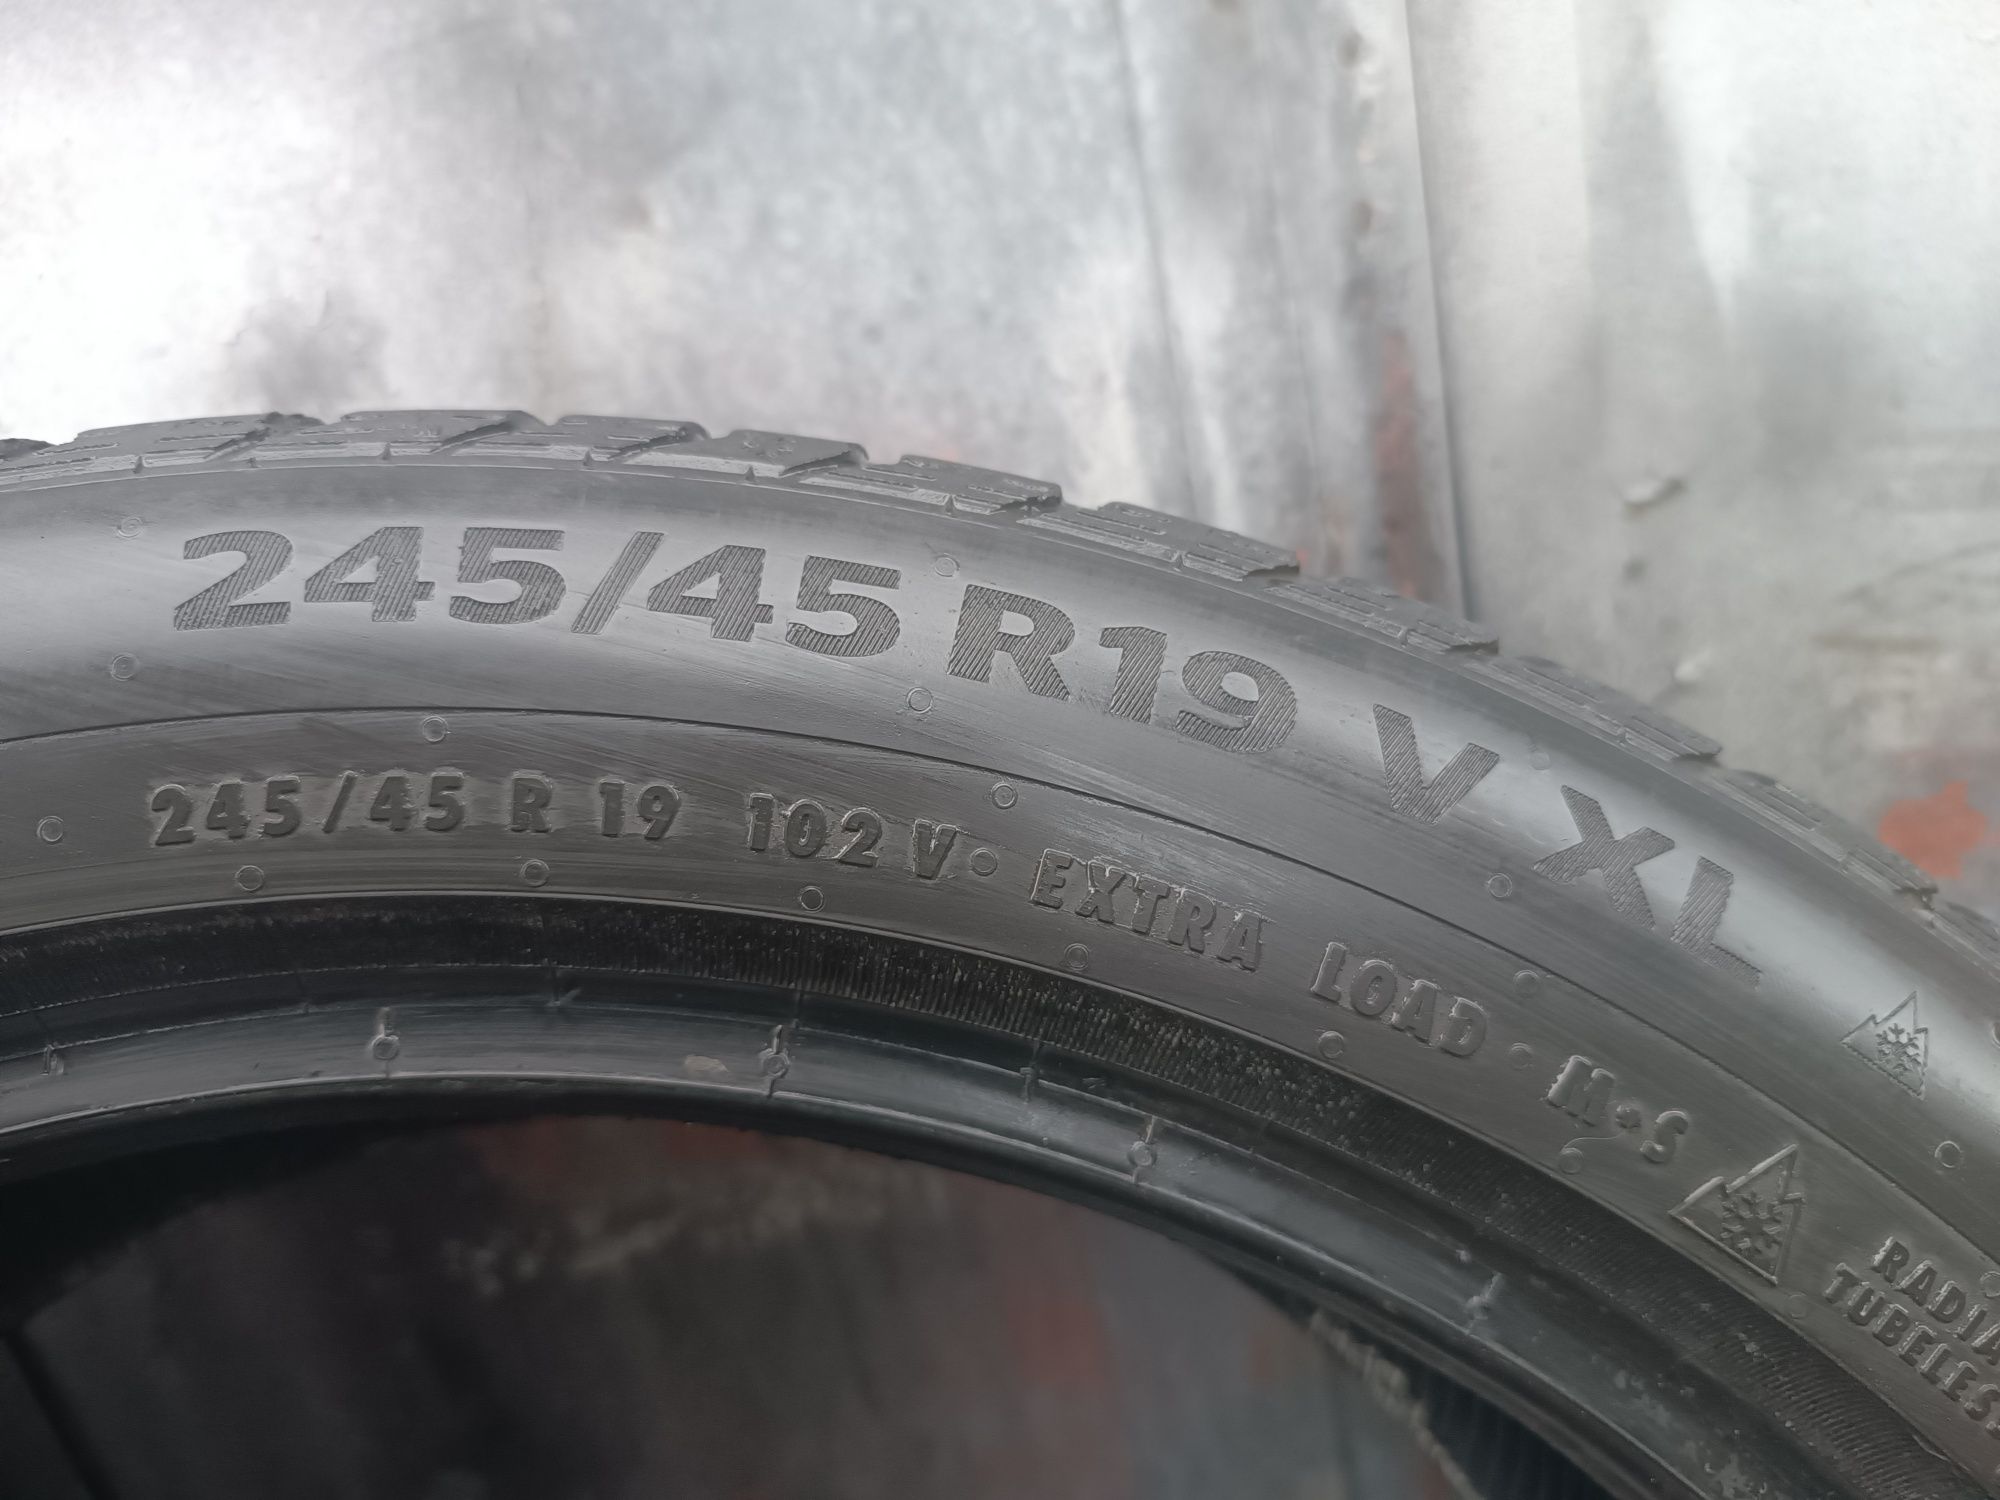 245/45 R19 V XL
245/45 R 19 102 V EXTRA LOAD M•S
RADIA
TUBELES